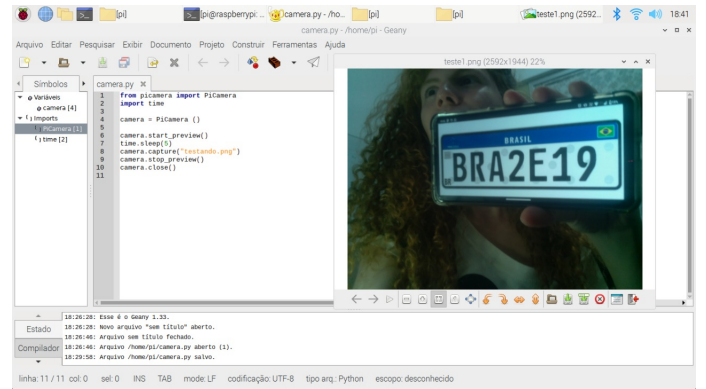 [pi]
pi@raspberrypi: ...
camera.py - /ho...
[pi]
[pi]
teste1.png (2592...
18:41
camera.py - /home/pi - Geany
Arquivo Editar Pesquisar Exibir Documento Projeto Construir Ferramentas Ajuda
teste1.png (2592x1944) 22%
Símbolos
camera.py
Variáveis
camera [4]
Imports
PiCamera [1]
time [2]
1 from picamera import PiCamera
2 import time
3
4 camera = PiCamera ()
5
6 camera.start_preview()
7 time.sleep(5)
8 camera.capture("testando.png")
9 camera.stop_preview()
10 camera.close()
11
BRASIL
BRA2E19
Estado
Compilador
18:26:28: Esse é o Geany 1.33.
18:26:28: Novo arquivo "sem título" aberto.
18:26:46: Arquivo sem título fechado.
18:26:46: Arquivo /home/pi/camera.py aberto (1).
18:29:58: Arquivo /home/pi/camera.py salvo.
linha: 11 / 11 col: 0 sel: 0 INS TAB mode: LF codificação: UTF-8 tipo arq.: Python escopo: desconhecido